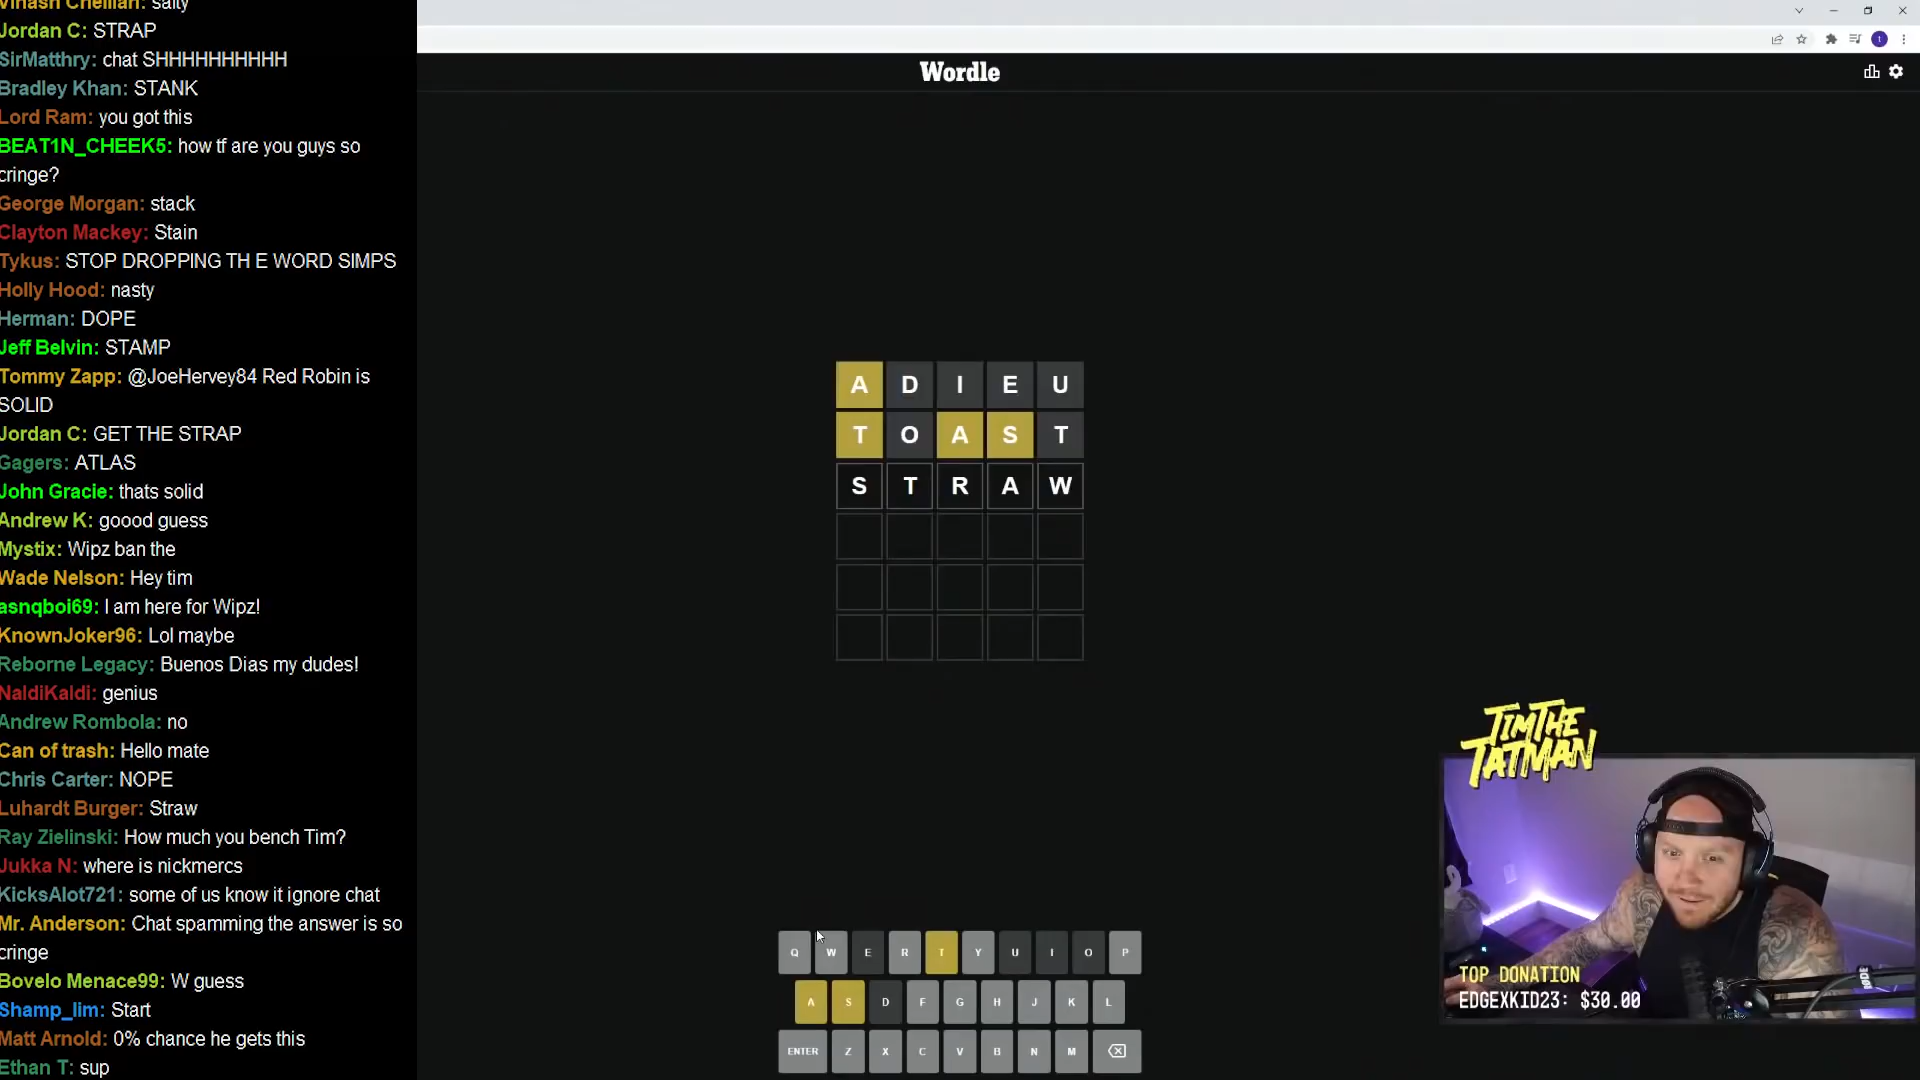 Vinash Chellian: salty
Jordan C: STRAP
SirMatthry: chat SHHHHHHHHHH
Bradley Khan: STANK
Lord Ram: you got this
BEAT1N_CHEEK5: how tf are you guys so
cringe?
George Morgan: stack
Clayton Mackey: Stain
Tykus: STOP DROPPING TH E WORD SIMPS
Holly Hood: nasty
Herman: DOPE
Jeff Belvin: STAMP
Tommy Zapp: @JoeHervey84 Red Robin is
SOLID
Jordan C: GET THE STRAP
Gagers: ATLAS
John Gracie: thats solid
Andrew K: goood guess
Mystix: Wipz ban the
Wade Nelson: Hey tim
asnqboi69: I am here for Wipz!
KnownJoker96: Lol maybe
Reborne Legacy: Buenos Dias my dudes!
NaldiKaldi: genius
Andrew Rombola: no
Can of trash: Hello mate
Chris Carter: NOPE
Luhardt Burger: Straw
Ray Zielinski: How much you bench Tim?
Jukka N: where is nickmercs
KicksAlot721: some of us know it ignore chat
Mr. Anderson: Chat spamming the answer is so
cringe
Bovelo Menace99: W guess
Shamp_lim: Start
Matt Arnold: 0% chance he gets this
Ethan T: sup
Wordle
A D I E U
T O A S T
S T R A W
Q W E R T Y U I O P
A S D F G H J K L
ENTER Z X C V B N M
TIMTHE
TATMAN
TOP DONATION
EDGEXKID23: $30.00